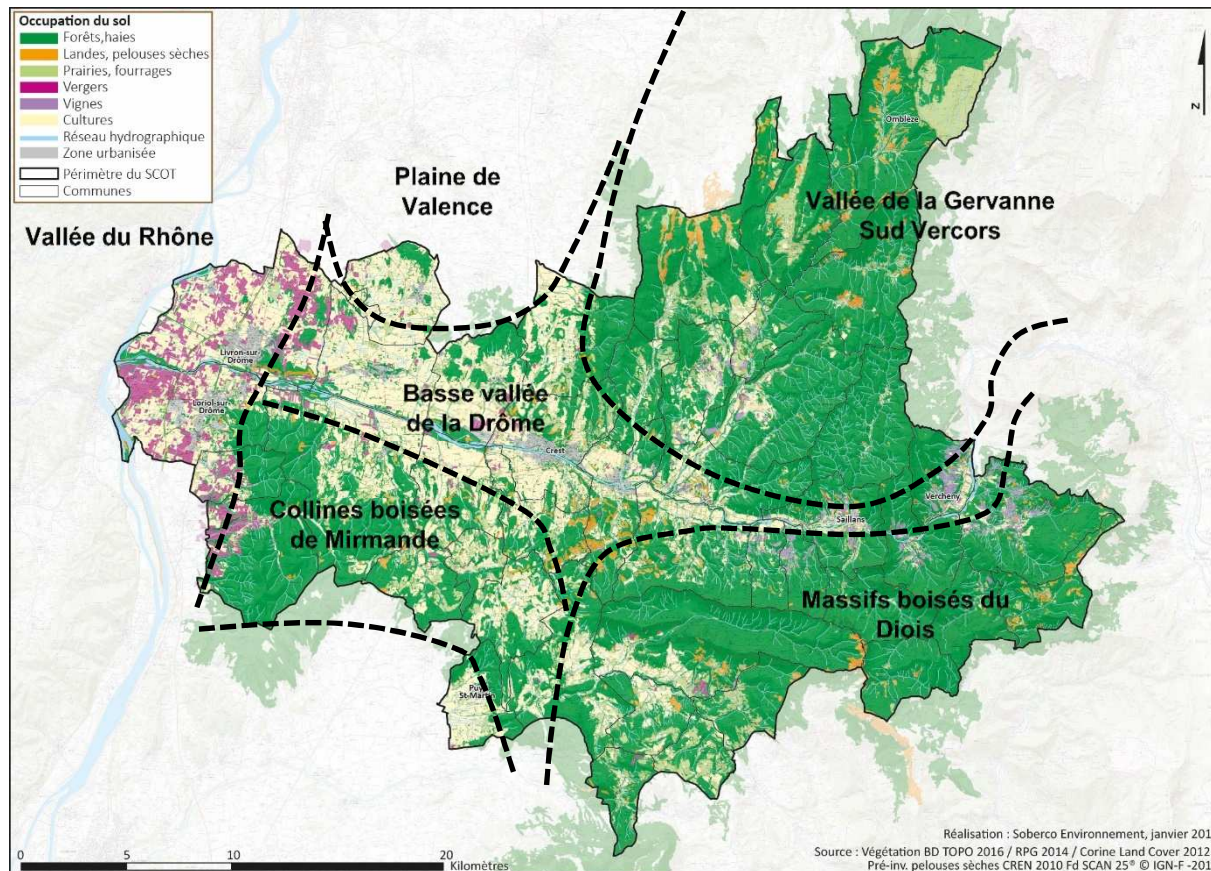 Occupation du sol
Forêts,haies
Landes, pelouses sèches
Prairies, fourrages
Vergers
Vignes
Cultures
Réseau hydrographique
Zone urbanisée
Périmètre du SCOT
Communes
N
Omblèze
Plaine de
Valence
Vallée de la Gervanne
Sud Vercors
Vallée du Rhône
Livron-sur-
Drôme
Loriol-sur-
Drôme
Basse vallée
de la Drôme
Crest
Vercheny
Saillans
Collines boisées
de Mirmande
Massifs boisés du
Diois
Puy
St-Martin
Réalisation : Soberco Environnement, janvier 201
Source : Végétation BD TOPO 2016 / RPG 2014 / Corine Land Cover 2012
Pré-inv. pelouses sèches CREN 2010 Fd SCAN 25® © IGN-F -201
0 5 10 20
Kilomètres